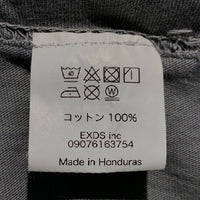 コットン 100%
EXDS inc
09076163754
Made in Honduras